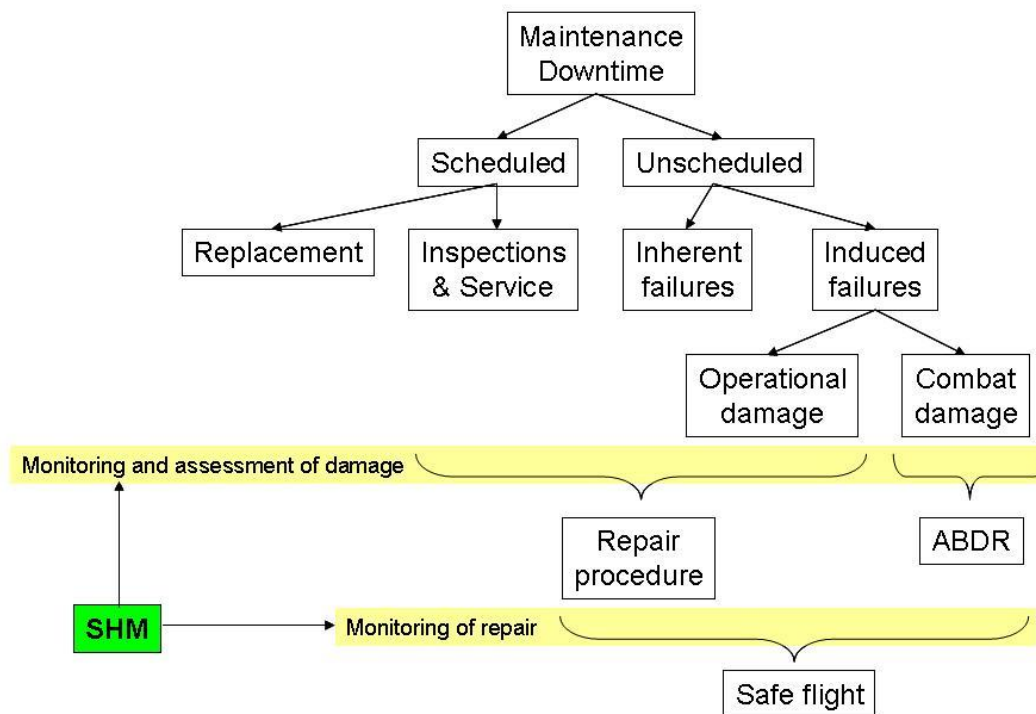 Maintenance
Downtime
Scheduled
Unscheduled
Replacement
Inspections
& Service
Inherent
failures
Induced
failures
Operational
damage
Combat
damage
Monitoring and assessment of damage
Repair
procedure
ABDR
SHM
Monitoring of repair
Safe flight